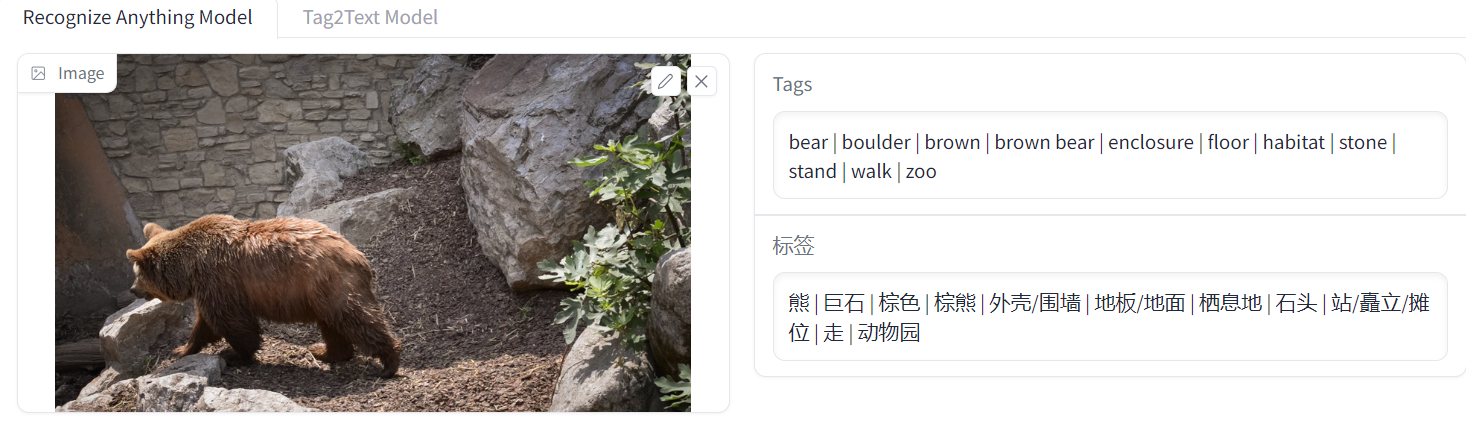 Recognize Anything Model
Tag2Text Model
Image
Tags
bear | boulder | brown | brown bear | enclosure | floor | habitat | stone |
stand | walk | zoo
标签
熊 | 巨石 | 棕色 | 棕熊 | 外壳/围墙 | 地板/地面 | 栖息地 | 石头 | 站/矗立/摊
位 | 走 | 动物园